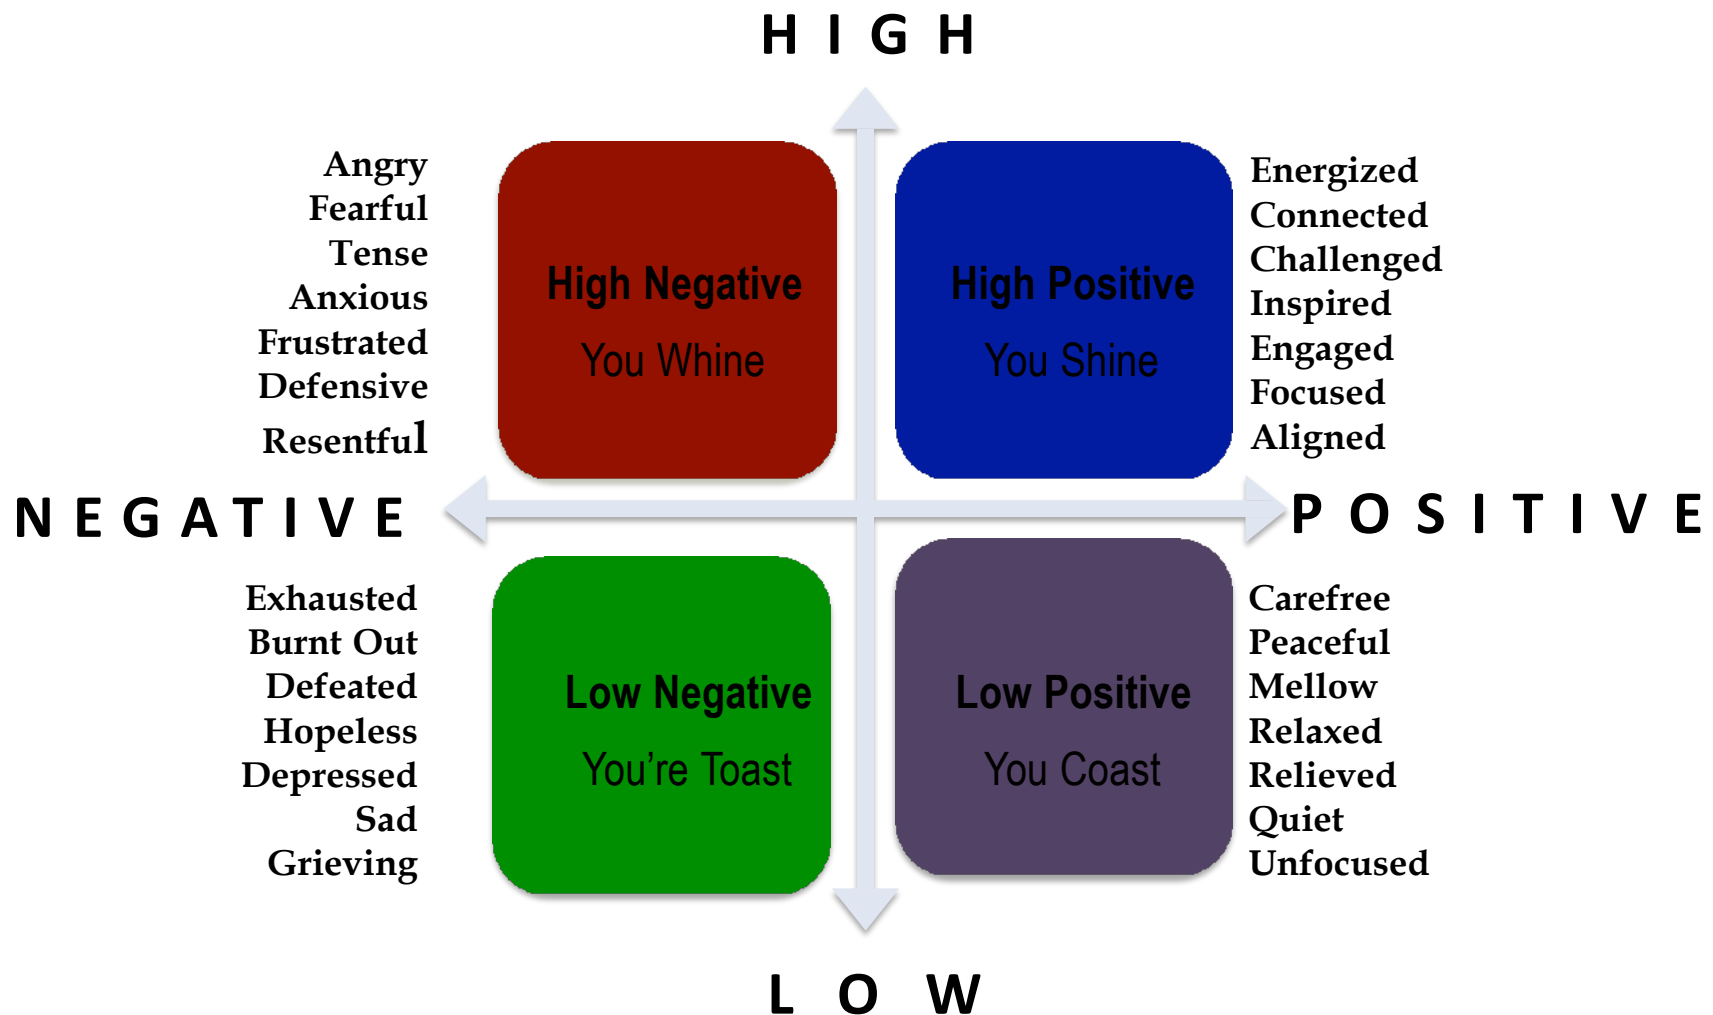 H I G H
Angry
Fearful
Tense
Anxious
Frustrated
Defensive
Resentful
High Negative
You Whine
High Positive
You Shine
Energized
Connected
Challenged
Inspired
Engaged
Focused
Aligned
N E G A T I V E
P O S I T I V E
Exhausted
Burnt Out
Defeated
Hopeless
Depressed
Sad
Grieving
Low Negative
You’re Toast
Low Positive
You Coast
Carefree
Peaceful
Mellow
Relaxed
Relieved
Quiet
Unfocused
L O W